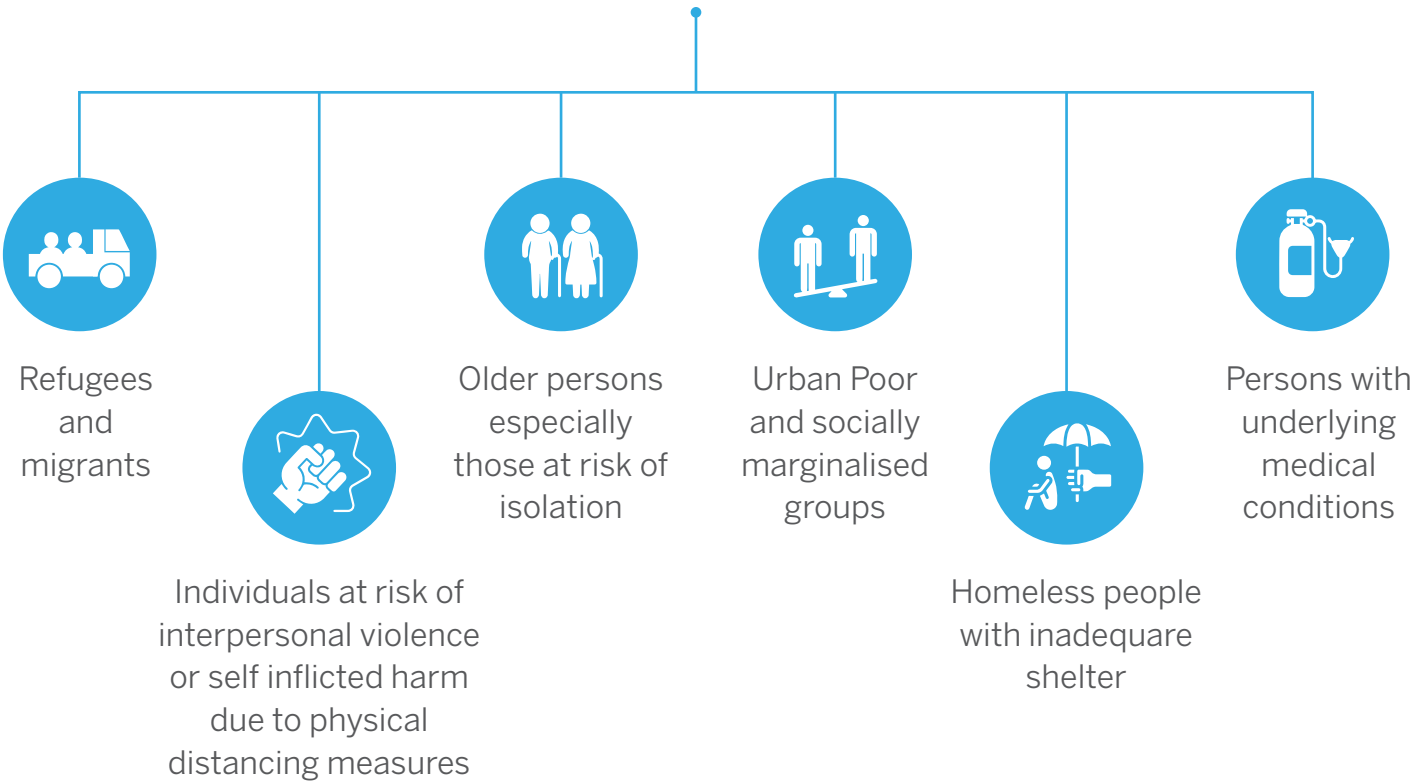 Refugees
and
migrants
Individuals at risk of
interpersonal violence
or self inflicted harm
due to physical
distancing measures
Older persons
especially
those at risk of
isolation
Urban Poor
and socially
marginalised
groups
Homeless people
with inadequare
shelter
Persons with
underlying
medical
conditions